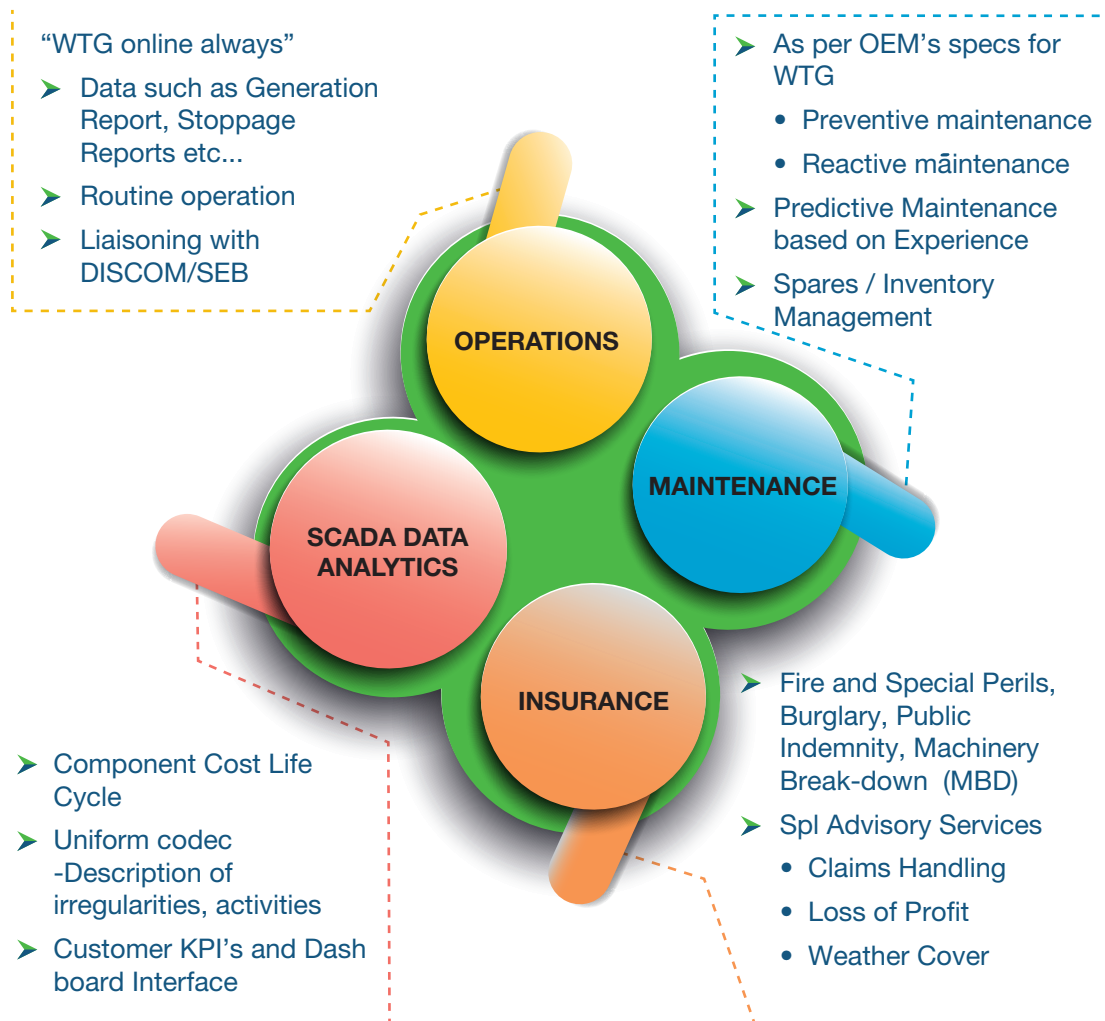 “WTG online always”
➤ Data such as Generation
Report, Stoppage
Reports etc...
➤ Routine operation
➤ Liaisoning with
DISCOM/SEB
➤ As per OEM’s specs for
WTG
• Preventive maintenance
• Reactive māintenance
➤ Predictive Maintenance
based on Experience
➤ Spares / Inventory
Management
OPERATIONS
MAINTENANCE
SCADA DATA
ANALYTICS
INSURANCE
➤ Component Cost Life
Cycle
➤ Uniform codec
-Description of
irregularities, activities
➤ Customer KPI’s and Dash
board Interface
➤ Fire and Special Perils,
Burglary, Public
Indemnity, Machinery
Break-down (MBD)
➤ Spl Advisory Services
• Claims Handling
• Loss of Profit
• Weather Cover